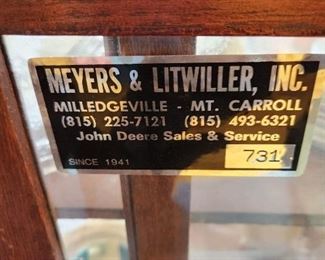 MEYERS & LITWILLER, INC.
MILLEDGEVILLE - MT. CARROLL
(815) 225-7121 (815) 493-6321
John Deere Sales & Service
SINCE 1941 731